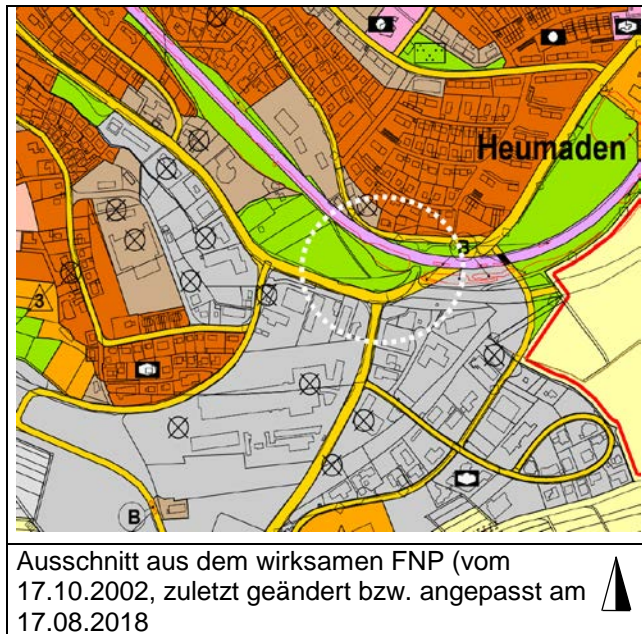 Heumaden
3
3
B
Ausschnitt aus dem wirksamen FNP (vom
17.10.2002, zuletzt geändert bzw. angepasst am
17.08.2018